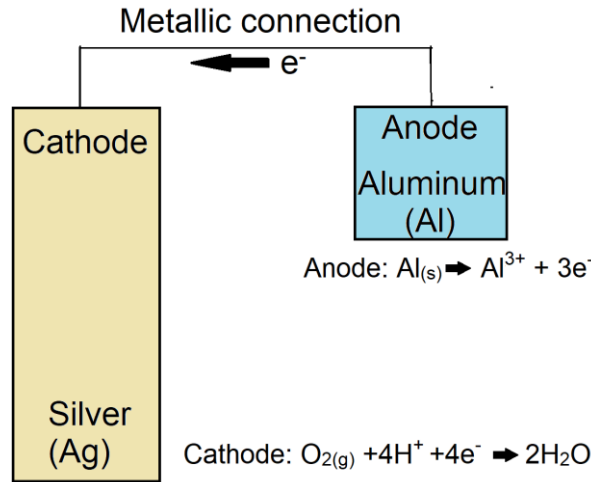 Metallic connection
e⁻
Cathode
Anode
Aluminum
(Al)
Anode: Al(s) → Al³⁺ + 3e⁻
Silver
(Ag)
Cathode: O₂(g) +4H⁺ +4e⁻ → 2H₂O